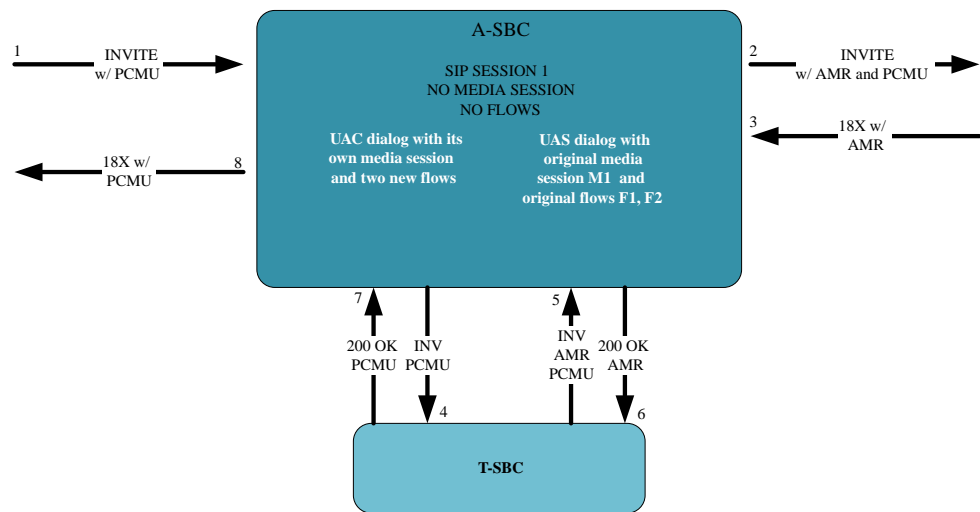 A-SBC
1
INVITE
w/ PCMU
2
INVITE
w/ AMR and PCMU
SIP SESSION 1
NO MEDIA SESSION
NO FLOWS
3
18X w/
AMR
UAC dialog with its
own media session
and two new flows
UAS dialog with
original media
session M1 and
original flows F1, F2
18X w/
PCMU
8
7
5
200 OK
PCMU
INV
PCMU
INV
AMR
PCMU
200 OK
AMR
4
6
T-SBC